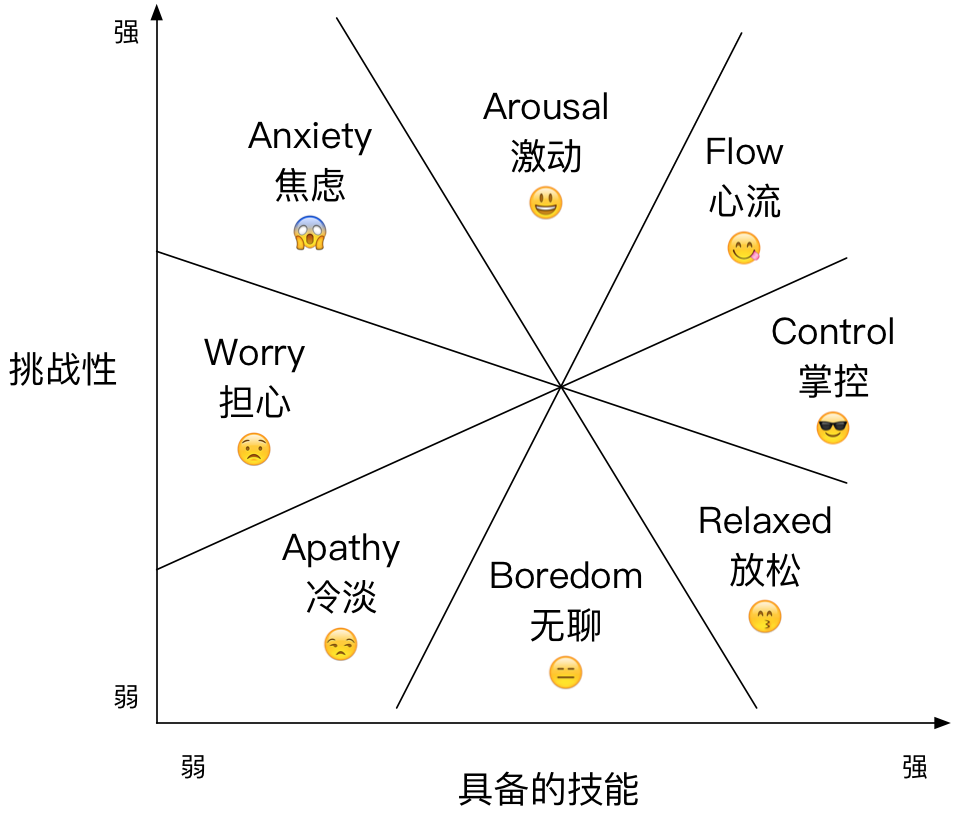 强
Arousal
激动
Anxiety
焦虑
Flow
心流
Control
掌控
Worry
担心
挑战性
Relaxed
放松
Apathy
冷淡
Boredom
无聊
弱
弱
强
具备的技能